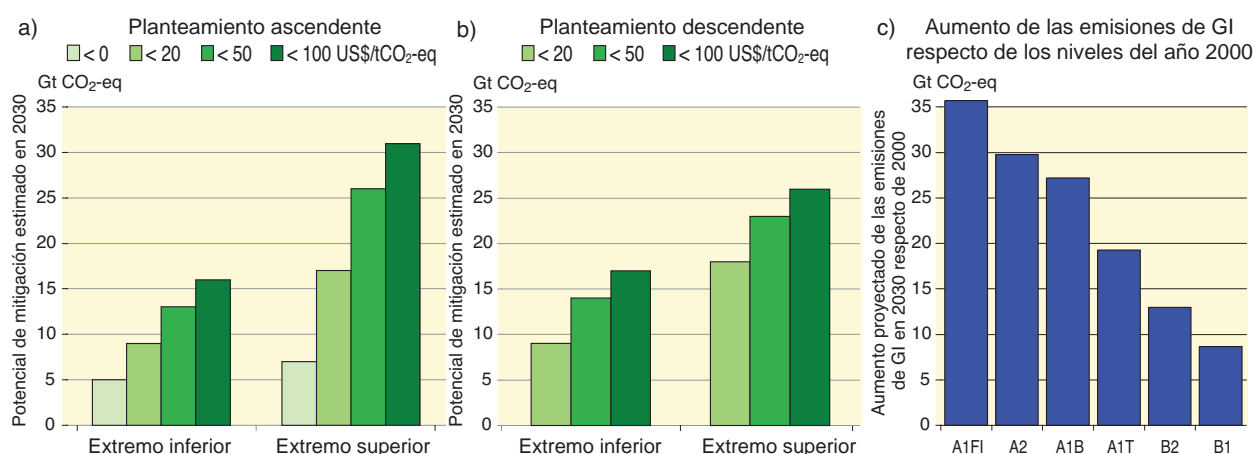 a) Planteamiento ascendente
< 0 < 20 < 50 < 100 US$/tCO₂-eq
Gt CO₂-eq
Potencial de mitigación estimado en 2030
35
30
25
20
15
10
5
0
Extremo inferior Extremo superior
b) Planteamiento descendente
< 20 < 50 < 100 US$/tCO₂-eq
Gt CO₂-eq
Potencial de mitigación estimado en 2030
35
30
25
20
15
10
5
0
Extremo inferior Extremo superior
c) Aumento de las emisiones de GI
respecto de los niveles del año 2000
Gt CO₂-eq
Aumento proyectado de las emisiones
de GI en 2030 respecto de 2000
35
30
25
20
15
10
5
0
A1FI A2 A1B A1T B2 B1